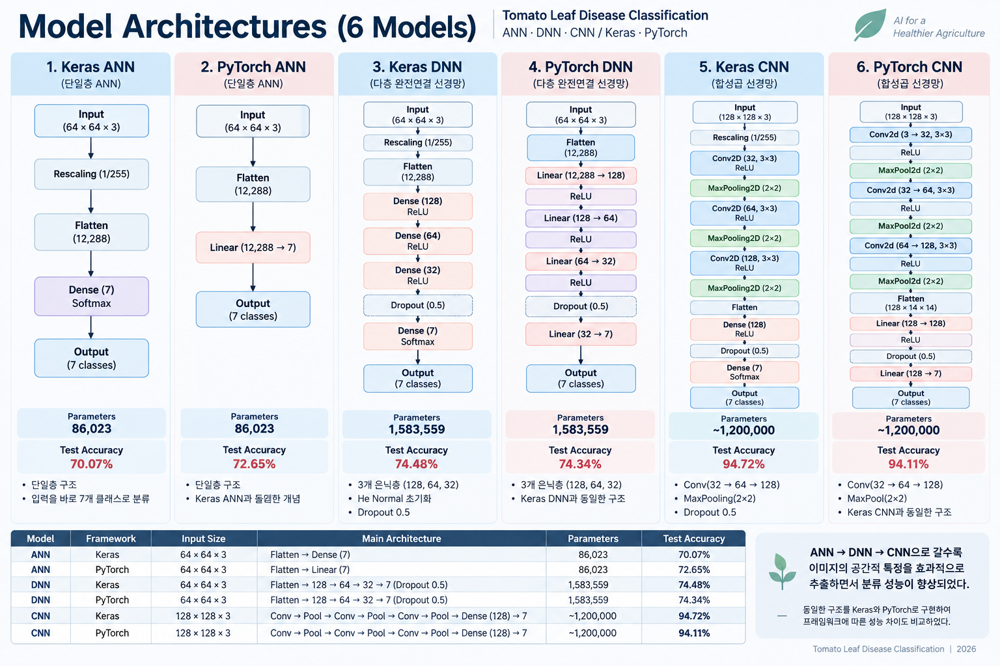 Model Architectures (6 Models)
Tomato Leaf Disease Classification
ANN · DNN · CNN / Keras · PyTorch
AI for a
Healthier Agriculture
1. Keras ANN
(단일층 ANN)
Input
(64 × 64 × 3)
Rescaling (1/255)
Flatten
(12,288)
Dense (7)
Softmax
Output
(7 classes)
Parameters
86,023
Test Accuracy
70.07%
• 단일층 구조
• 입력을 바로 7개 클래스로 분류
2. PyTorch ANN
(단일층 ANN)
Input
(64 × 64 × 3)
Flatten
(12,288)
Linear (12,288 → 7)
Output
(7 classes)
Parameters
86,023
Test Accuracy
72.65%
• 단일층 구조
• Keras ANN과 개념
3. Keras DNN
(다층 완전연결 선경망)
Input
(64 × 64 × 3)
Rescaling (1/255)
Flatten
(12,288)
Dense (128)
ReLU
Dense (64)
ReLU
Dense (32)
ReLU
Dropout (0.5)
Dense (7)
Softmax
Output
(7 classes)
Parameters
1,583,559
Test Accuracy
74.48%
• 3개 은닉층 (128, 64, 32)
• He Normal 초기화
• Dropout 0.5
4. PyTorch DNN
(다층 완전연결 선경망)
Input
(64 × 64 × 3)
Flatten
(12,288)
Linear (12,288 → 128)
ReLU
Linear (128 → 64)
ReLU
Linear (64 → 32)
ReLU
Dropout (0.5)
Linear (32 → 7)
Output
(7 classes)
Parameters
1,583,559
Test Accuracy
74.34%
• 3개 은닉층 (128, 64, 32)
• Keras DNN과 동일한 구조
5. Keras CNN
(합성곱 선경망)
Input
(128 × 128 × 3)
Rescaling (1/255)
Conv2D (32, 3×3)
ReLU
MaxPooling2D (2×2)
Conv2D (64, 3×3)
ReLU
MaxPooling2D (2×2)
Conv2D (128, 3×3)
ReLU
MaxPooling2D (2×2)
Flatten
Dense (128)
ReLU
Dropout (0.5)
Dense (7)
Softmax
Output
(7 classes)
Parameters
~1,200,000
Test Accuracy
94.72%
• Conv(32 → 64 → 128)
• MaxPooling(2×2)
• Dropout 0.5
6. PyTorch CNN
(합성곱 선경망)
Input
(128 × 128 × 3)
Conv2d (3 → 32, 3×3)
ReLU
MaxPool2d (2×2)
Conv2d (32 → 64, 3×3)
ReLU
MaxPool2d (2×2)
Conv2d (64 → 128, 3×3)
ReLU
MaxPool2d (2×2)
Flatten
(128 × 14 × 14)
Linear (128 → 128)
ReLU
Dropout (0.5)
Linear (128 → 7)
Output
(7 classes)
Parameters
~1,200,000
Test Accuracy
94.11%
• Conv(32 → 64 → 128)
• MaxPool(2×2)
• Keras CNN과 동일한 구조
Model Framework Input Size Main Architecture Parameters Test Accuracy
ANN Keras 64 × 64 × 3 Flatten → Dense (7) 86,023 70.07%
ANN PyTorch 64 × 64 × 3 Flatten → Linear (7) 86,023 72.65%
DNN Keras 64 × 64 × 3 Flatten → 128 → 64 → 32 → 7 (Dropout 0.5) 1,583,559 74.48%
DNN PyTorch 64 × 64 × 3 Flatten → 128 → 64 → 32 → 7 (Dropout 0.5) 1,583,559 74.34%
CNN Keras 128 × 128 × 3 Conv → Pool → Conv → Pool → Conv → Pool → Dense (128) → 7 ~1,200,000 94.72%
CNN PyTorch 128 × 128 × 3 Conv → Pool → Conv → Pool → Conv → Pool → Dense (128) → 7 ~1,200,000 94.11%
ANN → DNN → CNN으로 갈수록
이미지의 공간적 특정을 효과적으로
추출하면서 분류 성능이 향상되었다.
동일한 구조를 Keras와 PyTorch로 구현하여
프레임워크에 따른 성능 차이도 비교하였다.
Tomato Leaf Disease Classification | 2026